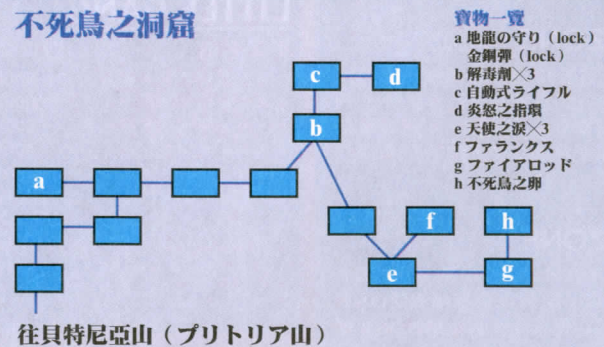 不死鳥之洞窟
寶物一覽
a 地龍の守り（lock）
金鋼彈（lock）
b 解毒劑╳3
c 自動式ライフル
d 炎怒之指環
e 天使之淚╳3
f ファランクス
g ファイアロッド
h 不死鳥之卵
c
d
b
a
f
h
e
g
往貝特尼亞山（プリトリア山）